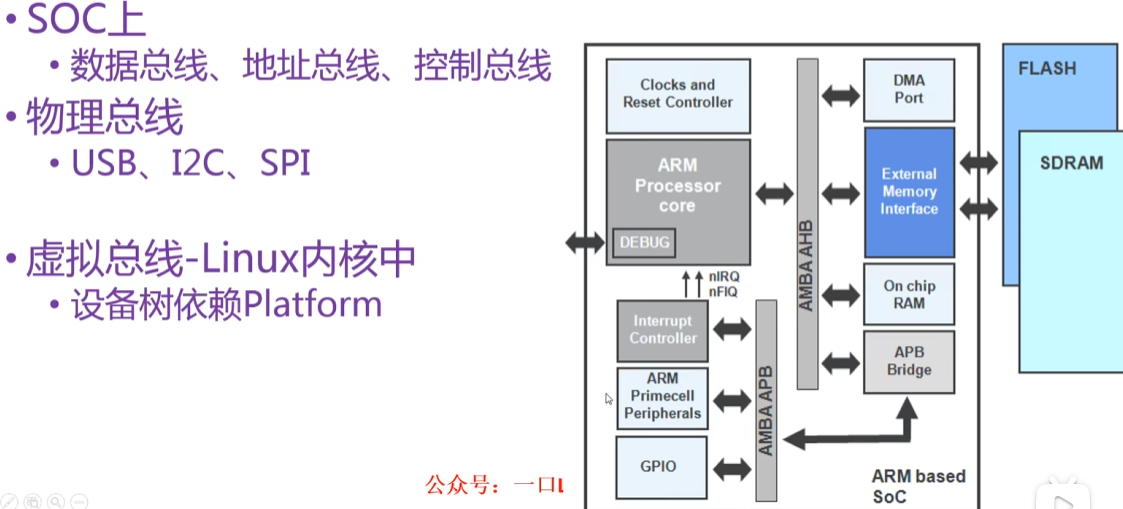 • SOC上
• 数据总线、地址总线、控制总线
• 物理总线
• USB、I2C、SPI
• 虚拟总线-Linux内核中
• 设备树依赖Platform
Clocks and
Reset Controller
ARM
Processor
core
DEBUG
nIRQ
nFIQ
Interrupt
Controller
ARM
Primecell
Peripherals
GPIO
AMBA APB
AMBA AHB
DMA
Port
External
Memory
Interface
On chip
RAM
APB
Bridge
ARM based
SoC
FLASH
SDRAM
公众号：一口L